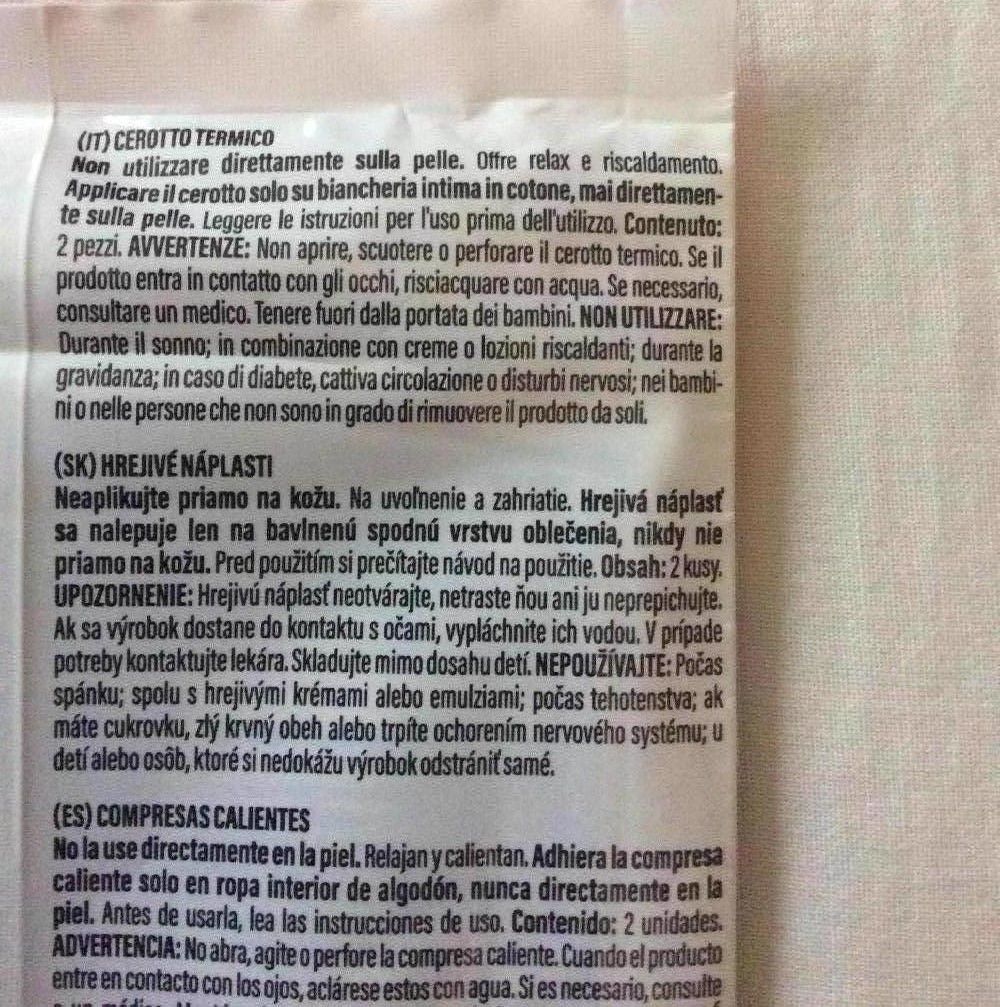 (IT) CEROTTO TERMICO
Non utilizzare direttamente sulla pelle. Offre relax e riscaldamento.
Applicare il cerotto solo su biancheria intima in cotone, mai direttamen-
te sulla pelle. Leggere le istruzioni per l'uso prima dell'utilizzo. Contenuto:
2 pezzi. AVVERTENZE: Non aprire, scuotere o perforare il cerotto termico. Se il
prodotto entra in contatto con gli occhi, risciacquare con acqua. Se necessario,
consultare un medico. Tenere fuori dalla portata dei bambini. NON UTILIZZARE:
Durante il sonno; in combinazione con creme o lozioni riscaldanti; durante la
gravidanza; in caso di diabete, cattiva circolazione o disturbi nervosi; nei bambi-
ni o nelle persone che non sono in grado di rimuovere il prodotto da soli.
(SK) HREJIVÉ NÁPLASTI
Neaplikujte priamo na kožu. Na uvoľnenie a zahriatie. Hrejivá náplasť
sa nalepuje len na bavlnenú spodnú vrstvu oblečenia, nikdy nie
priamo na kožu. Pred použitím si prečítajte návod na použitie. Obsah: 2 kusy.
UPOZORNENIE: Hrejivú náplasť neotvárajte, netraste ňou ani ju neprepichujte.
Ak sa výrobok dostane do kontaktu s očami, vypláchnite ich vodou. V prípade
potreby kontaktujte lekára. Skladujte mimo dosahu detí. NEPOUŽÍVAJTE: Počas
spánku; spolu s hrejivými krémami alebo emulziami; počas tehotenstva; ak
máte cukrovku, zlý krvný obeh alebo trpíte ochorením nervového systému; u
detí alebo osôb, ktoré si nedokážu výrobok odstrániť samé.
(ES) COMPRESAS CALIENTES
No la use directamente en la piel. Relajan y calientan. Adhiera la compresa
caliente solo en ropa interior de algodón, nunca directamente en la
piel. Antes de usarla, lea las instrucciones de uso. Contenido: 2 unidades.
ADVERTENCIA: No abra, agite o perfore la compresa caliente. Cuando el producto
entre en contacto con los ojos, aclárese estos con agua. Si es necesario, consulte